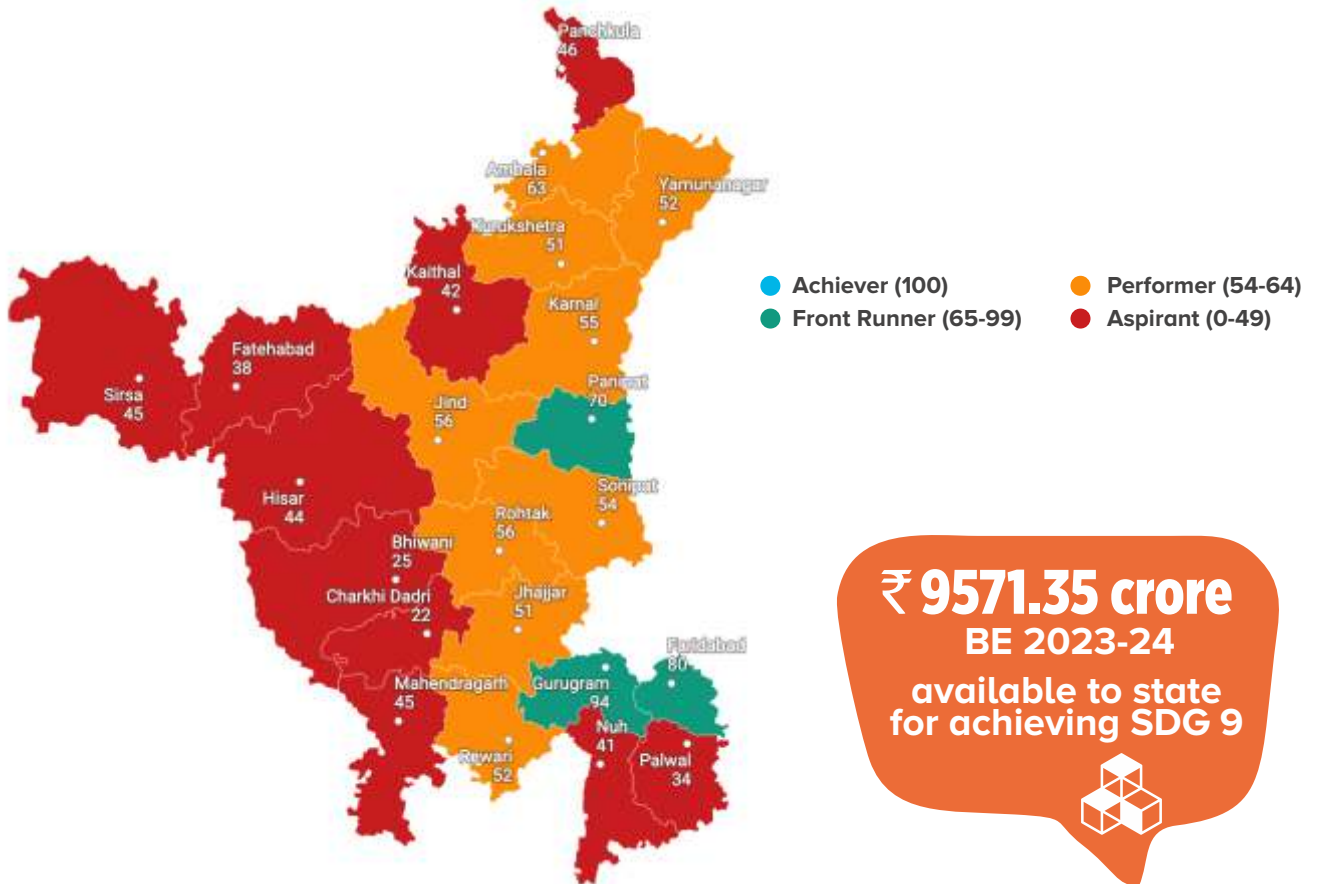 Panchkula
46
Ambala
63
Yamunanagar
52
Kurukshetra
51
Kaithal
42
Karnal
55
Fatehabad
38
Sirsa
45
Jind
56
Panipat
70
Hisar
44
Sonipat
54
Rohtak
56
Bhiwani
25
Charkhi Dadri
22
Jhajjar
51
Faridabad
80
Mahendragarh
45
Gurugram
94
Nuh
41
Palwal
34
Rewari
52
Achiever (100)
Performer (54-64)
Front Runner (65-99)
Aspirant (0-49)
₹ 9571.35 crore
BE 2023-24
available to state
for achieving SDG 9